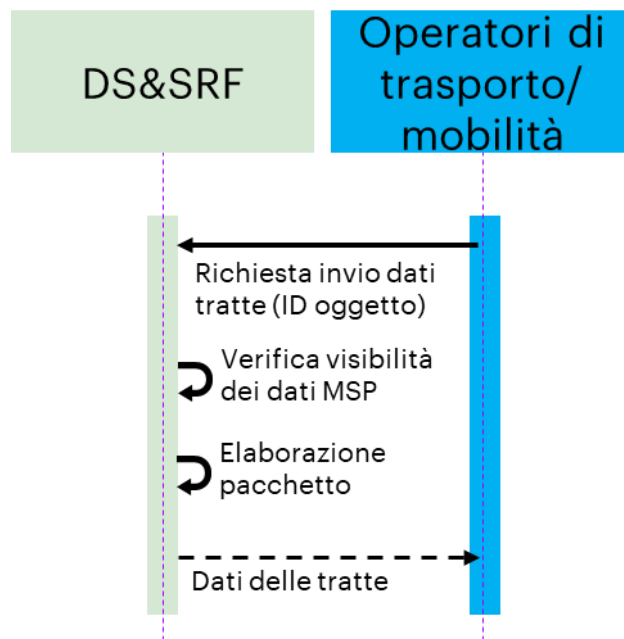 DS&SRF
Operatori di
trasporto/
mobilità
Richiesta invio dati
tratte (ID oggetto)
Verifica visibilità
dei dati MSP
Elaborazione
pacchetto
Dati delle tratte